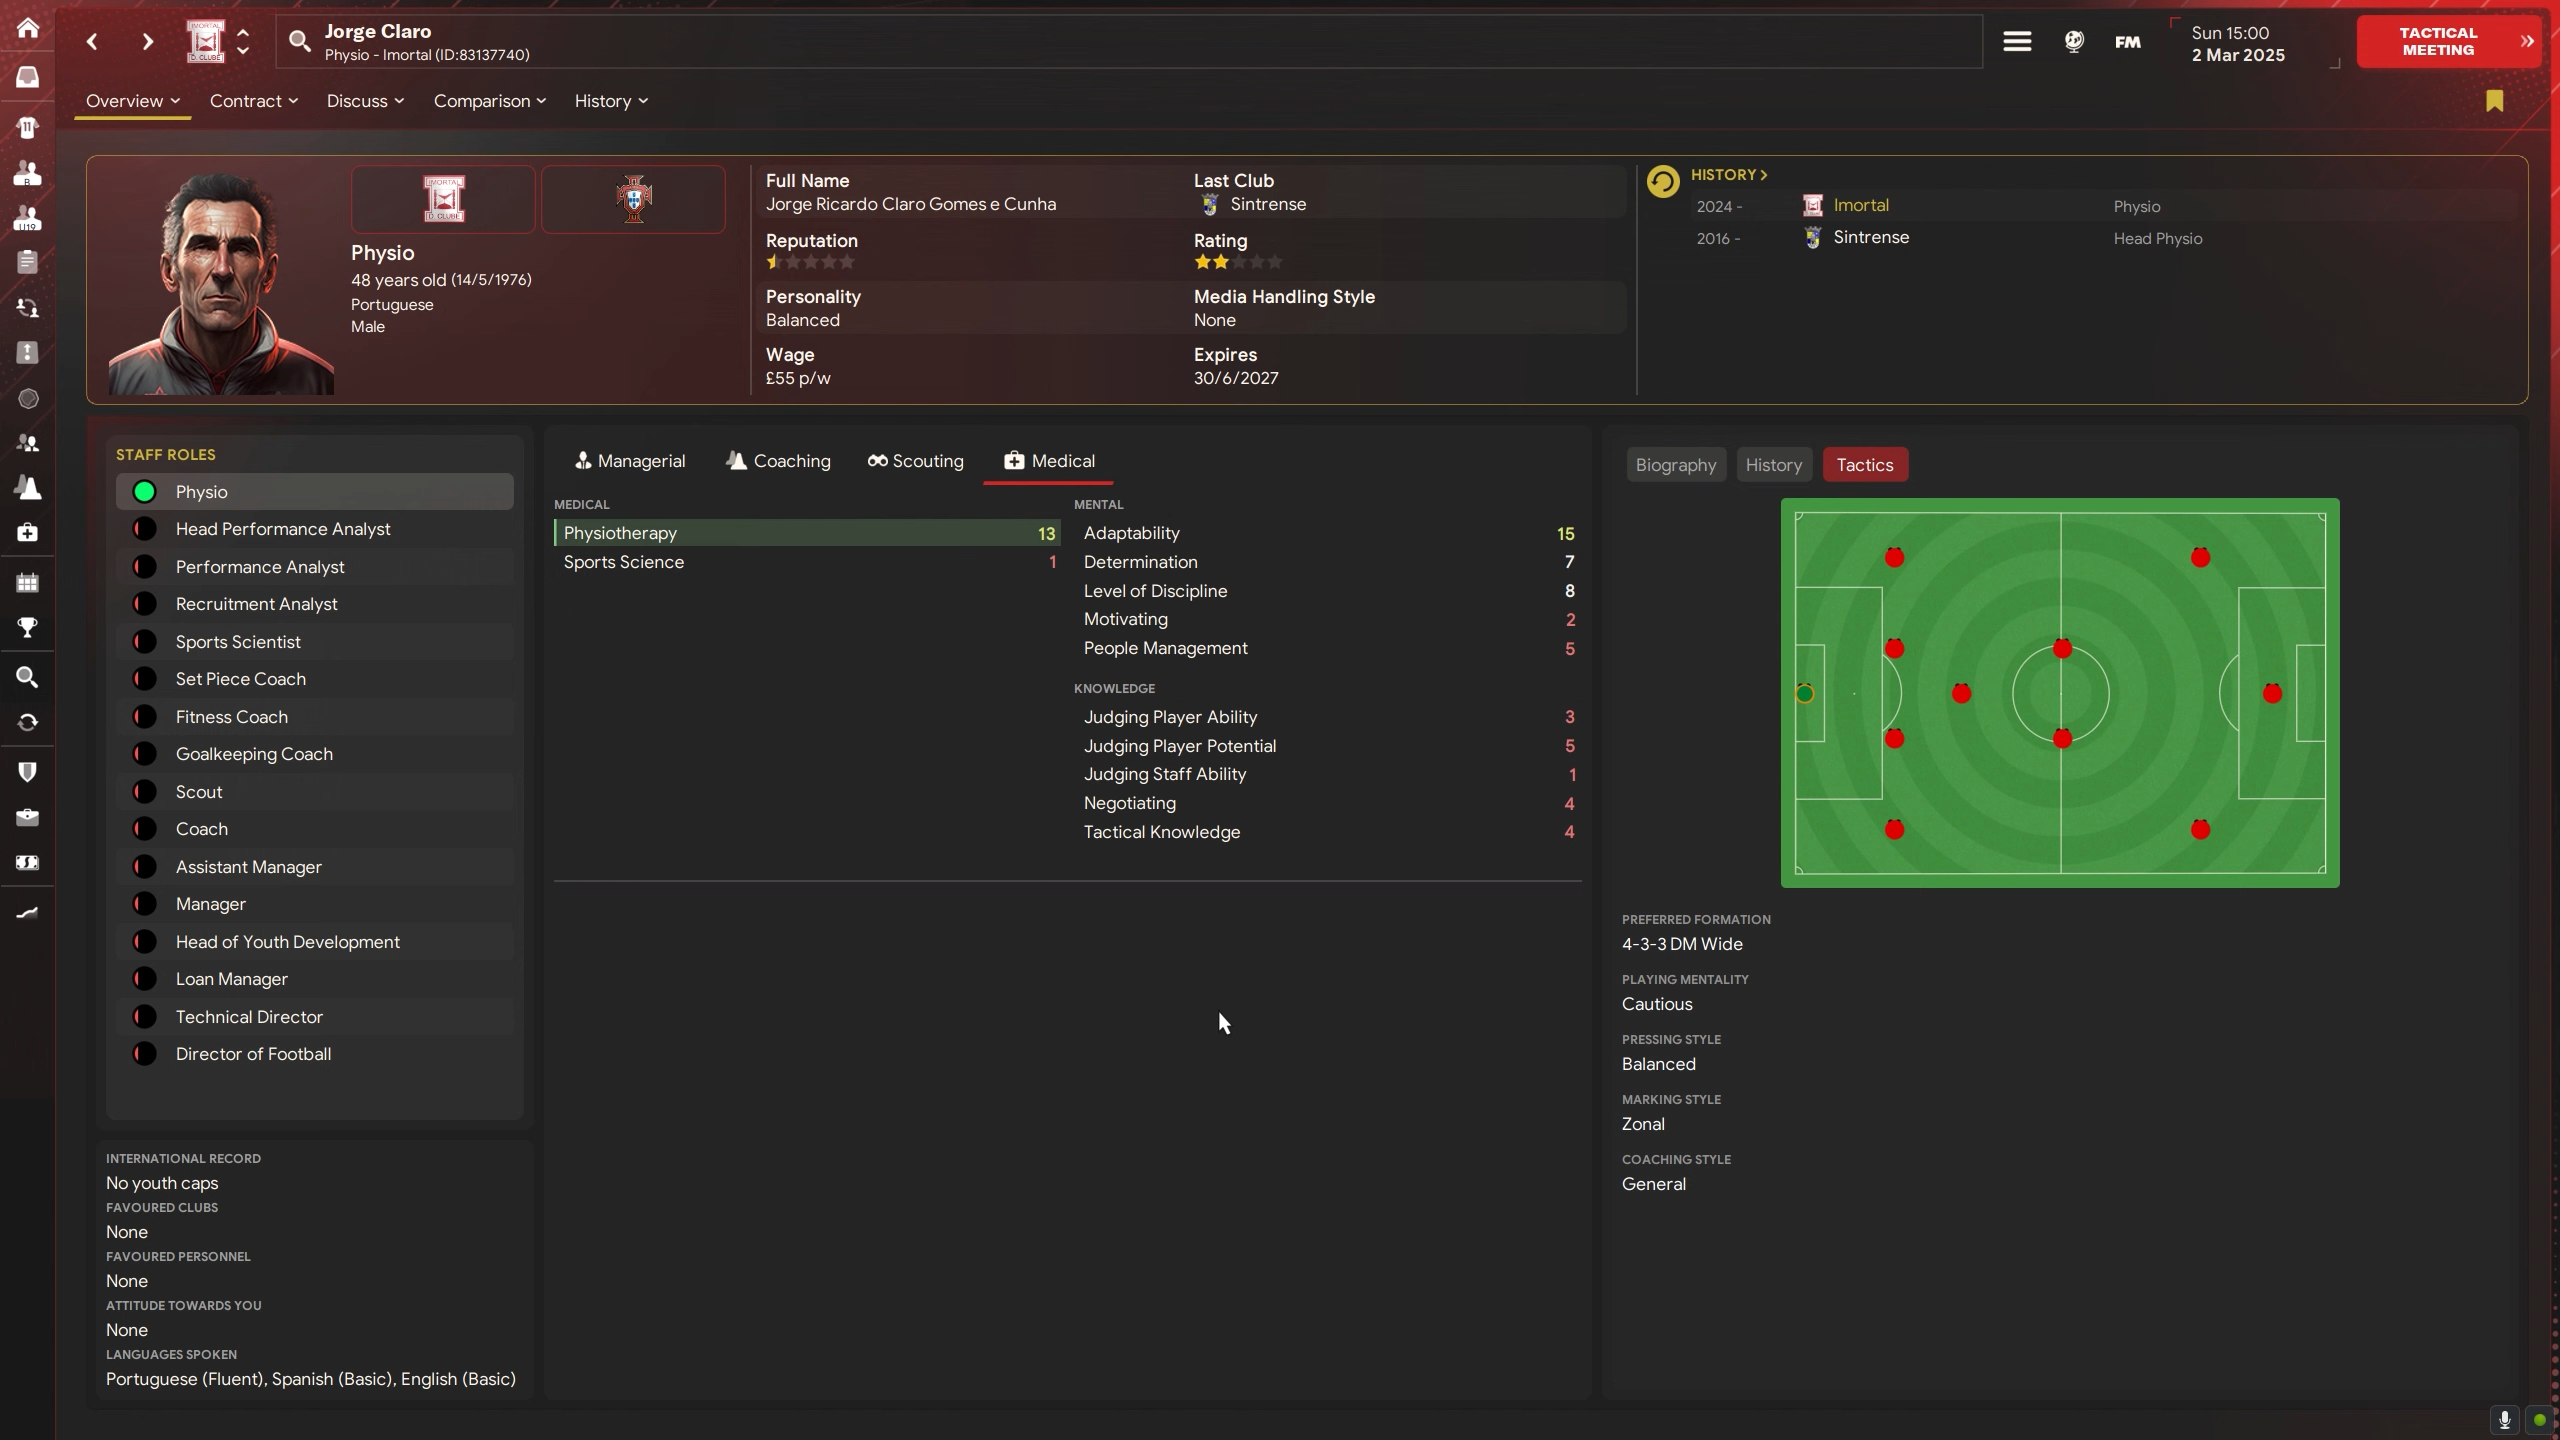 Jorge Claro
Physio - Imortal (ID:83137740)
FM
Sun 15:00
2 Mar 2025
TACTICAL
MEETING
Overview
Contract
Discuss
Comparison
History
11
B
U19
IMORTAL
D. CLUBE
IMORTAL
D. CLUBE
Physio
48 years old (14/5/1976)
Portuguese
Male
Full Name
Jorge Ricardo Claro Gomes e Cunha
Last Club
Sintrense
Reputation
Rating
Personality
Balanced
Media Handling Style
None
Wage
£55 p/w
Expires
30/6/2027
HISTORY
2024 - Imortal Physio
2016 - Sintrense Head Physio
STAFF ROLES
Physio
Head Performance Analyst
Performance Analyst
Recruitment Analyst
Sports Scientist
Set Piece Coach
Fitness Coach
Goalkeeping Coach
Scout
Coach
Assistant Manager
Manager
Head of Youth Development
Loan Manager
Technical Director
Director of Football
INTERNATIONAL RECORD
No youth caps
FAVOURED CLUBS
None
FAVOURED PERSONNEL
None
ATTITUDE TOWARDS YOU
None
LANGUAGES SPOKEN
Portuguese (Fluent), Spanish (Basic), English (Basic)
Managerial
Coaching
Scouting
Medical
MEDICAL
Physiotherapy 13
Sports Science 1
MENTAL
Adaptability 15
Determination 7
Level of Discipline 8
Motivating 2
People Management 5
KNOWLEDGE
Judging Player Ability 3
Judging Player Potential 5
Judging Staff Ability 1
Negotiating 4
Tactical Knowledge 4
Biography
History
Tactics
PREFERRED FORMATION
4-3-3 DM Wide
PLAYING MENTALITY
Cautious
PRESSING STYLE
Balanced
MARKING STYLE
Zonal
COACHING STYLE
General